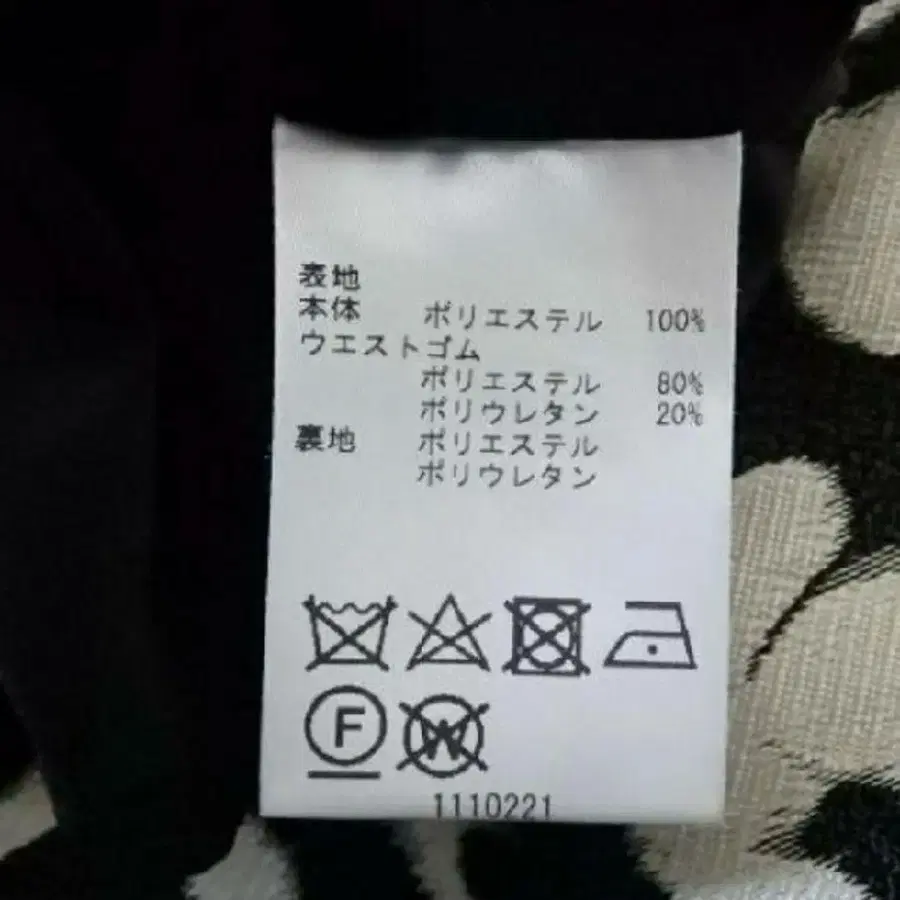 表地
本体 ポリエステル 100%
ウエストゴム
ポリエステル 80%
ポリウレタン 20%
裏地 ポリエステル
ポリウレタン
F
W
1110221